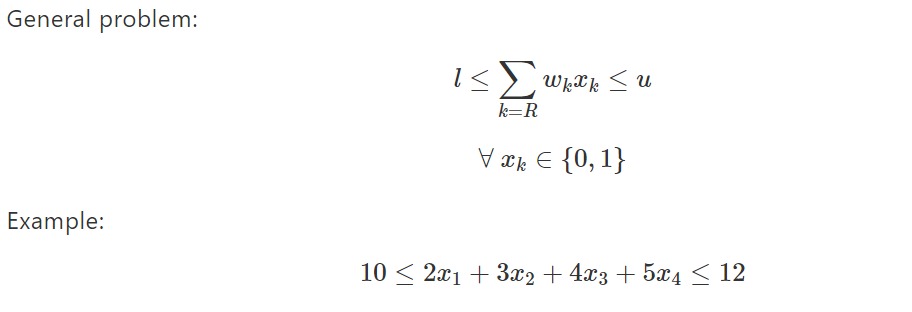 General problem:
l ≤ ∑_{k=R} w_k x_k ≤ u
∀ x_k ∈ {0, 1}
Example:
10 ≤ 2x_1 + 3x_2 + 4x_3 + 5x_4 ≤ 12